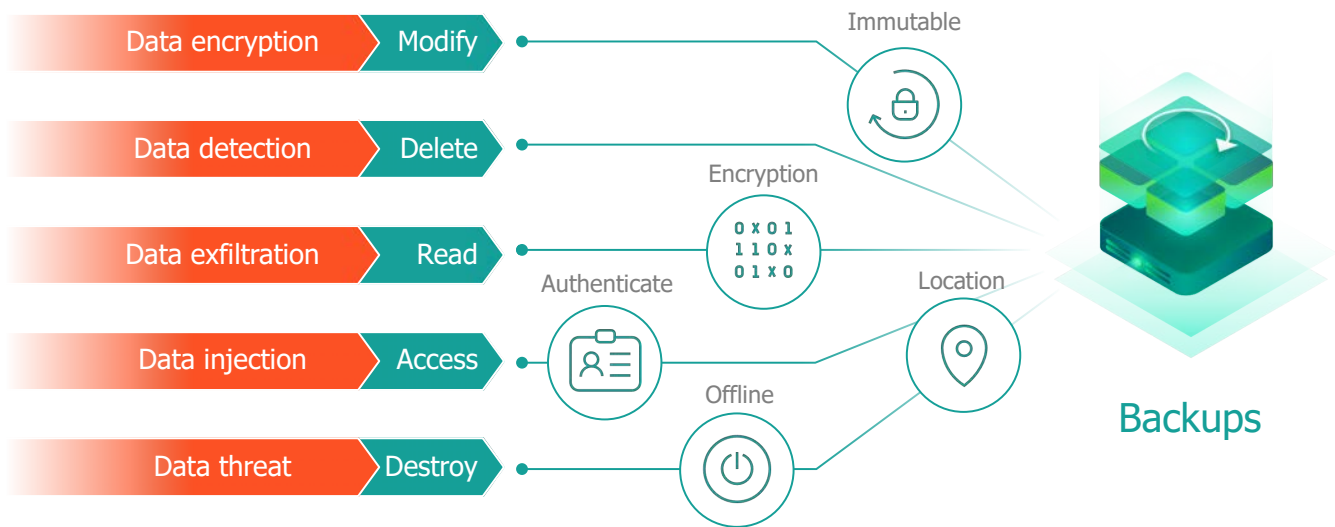 Data encryption Modify
Immutable
Data detection Delete
Encryption
0 X 0 1
1 1 0 X
0 1 X 0
Data exfiltration Read
Authenticate
Location
Data injection Access
Offline
Backups
Data threat Destroy